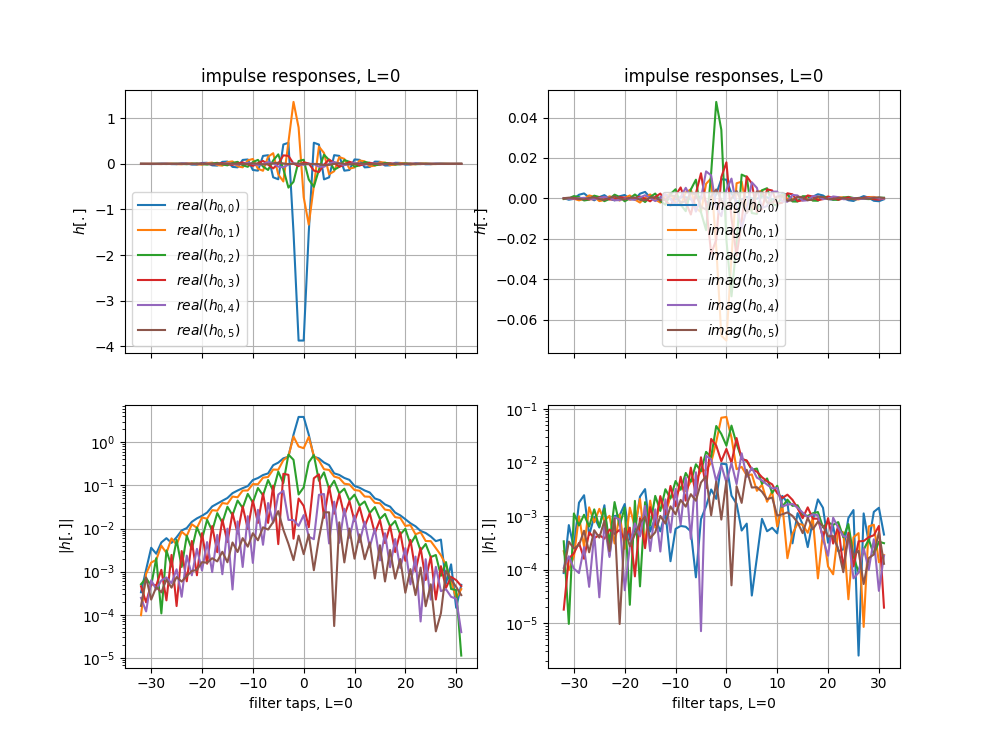 impulse responses, L=0
impulse responses, L=0
h[.]
1
0
−1
−2
−3
−4
real(h0,0)
real(h0,1)
real(h0,2)
real(h0,3)
real(h0,4)
real(h0,5)
h[.]
0.04
0.02
0.00
−0.02
−0.04
−0.06
imag(h0,0)
imag(h0,1)
imag(h0,2)
imag(h0,3)
imag(h0,4)
imag(h0,5)
|h[.]|
10⁰
10⁻¹
10⁻²
10⁻³
10⁻⁴
10⁻⁵
−30 −20 −10 0 10 20 30
filter taps, L=0
|h[.]|
10⁻¹
10⁻²
10⁻³
10⁻⁴
10⁻⁵
−30 −20 −10 0 10 20 30
filter taps, L=0